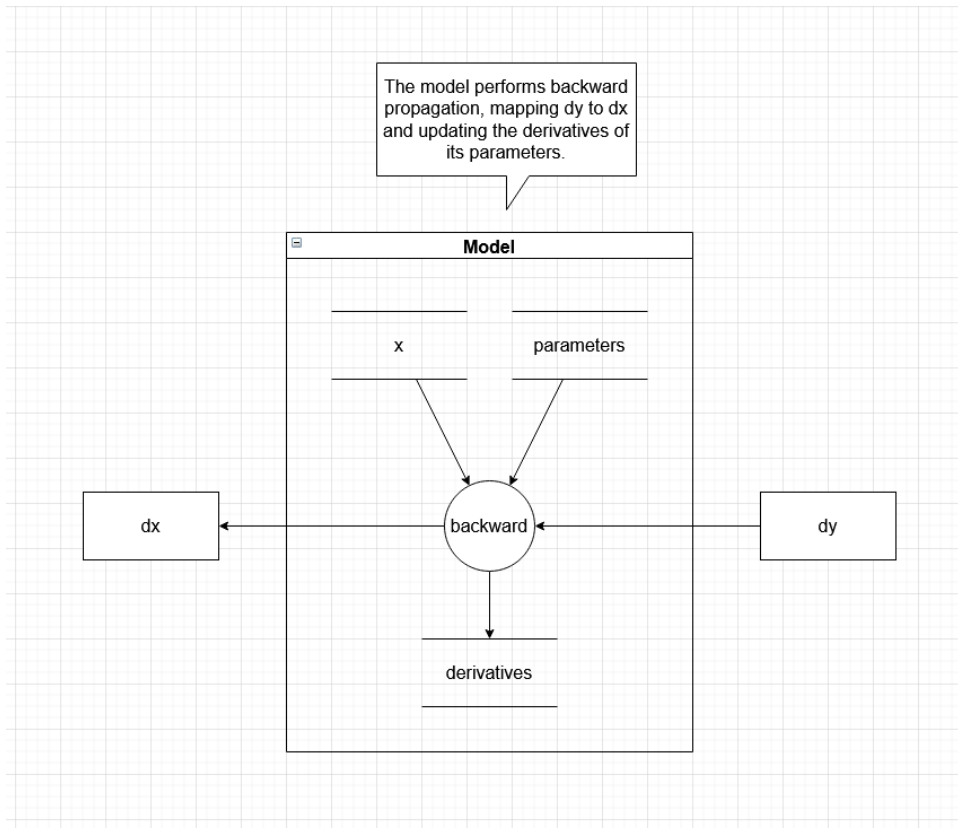 The model performs backward
propagation, mapping dy to dx
and updating the derivatives of
its parameters.
Model
x
parameters
dx
backward
dy
derivatives